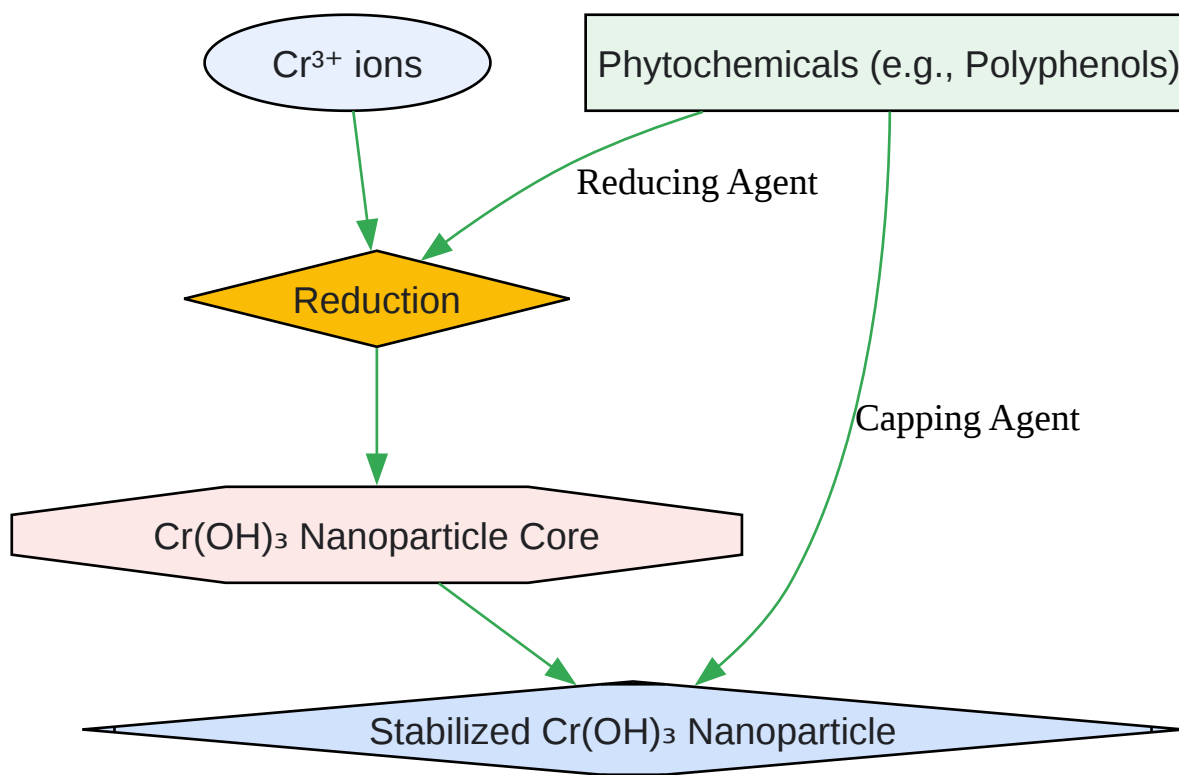 Cr³⁺ ions
Phytochemicals (e.g., Polyphenols)
Reducing Agent
Reduction
Capping Agent
Cr(OH)₃ Nanoparticle Core
Stabilized Cr(OH)₃ Nanoparticle